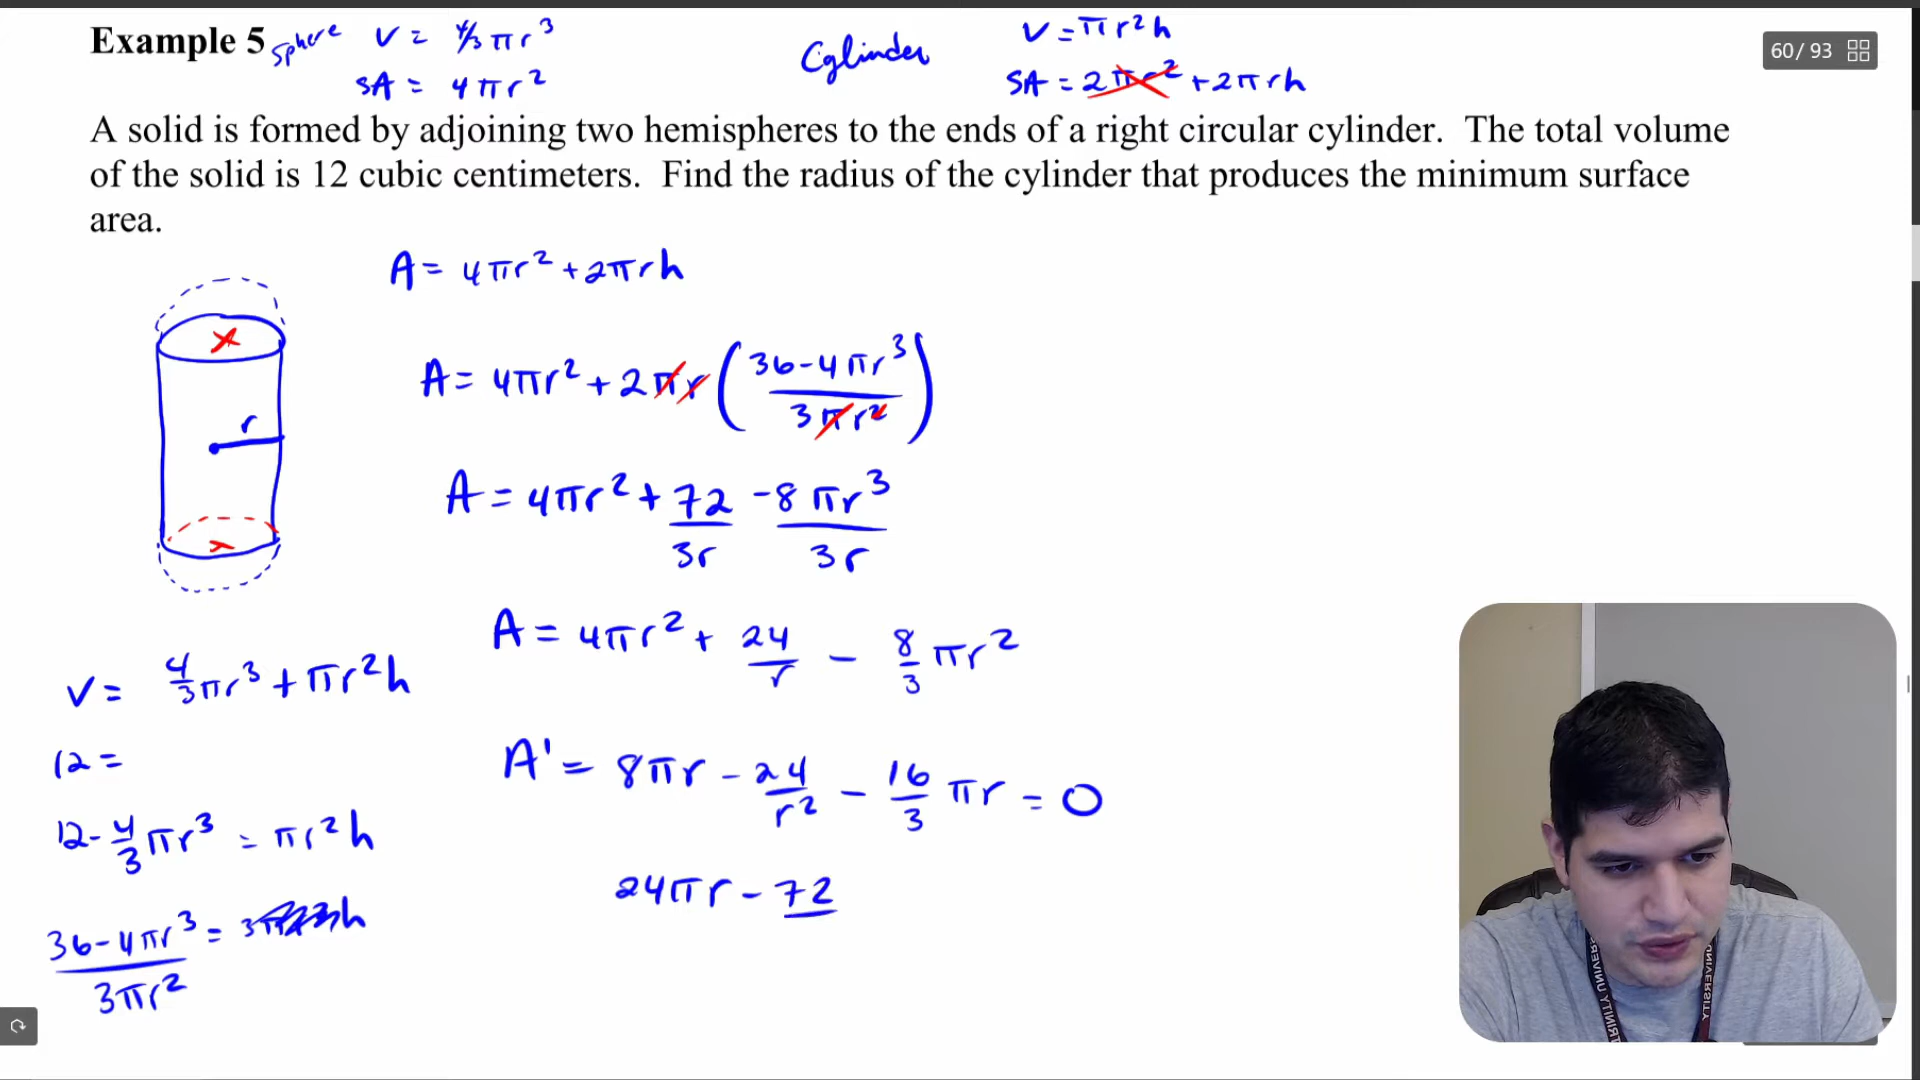 Example 5 Sphere V = 4/3 πr³
SA = 4πr²
Cylinder
V = πr²h
SA = 2πr² + 2πrh
60 / 93
A solid is formed by adjoining two hemispheres to the ends of a right circular cylinder. The total volume
of the solid is 12 cubic centimeters. Find the radius of the cylinder that produces the minimum surface
area.
r
A = 4πr² + 2πrh
A = 4πr² + 2πr ( (36 - 4πr³) / (3πr²) )
A = 4πr² + 72/3r - 8πr³/3r
A = 4πr² + 24/r - 8/3 πr²
A' = 8πr - 24/r² - 16/3 πr = 0
24πr - 72
V = 4/3 πr³ + πr²h
12 =
12 - 4/3 πr³ = πr²h
(36 - 4πr³) / (3πr²) = h
TRINITY UNIVERSITY